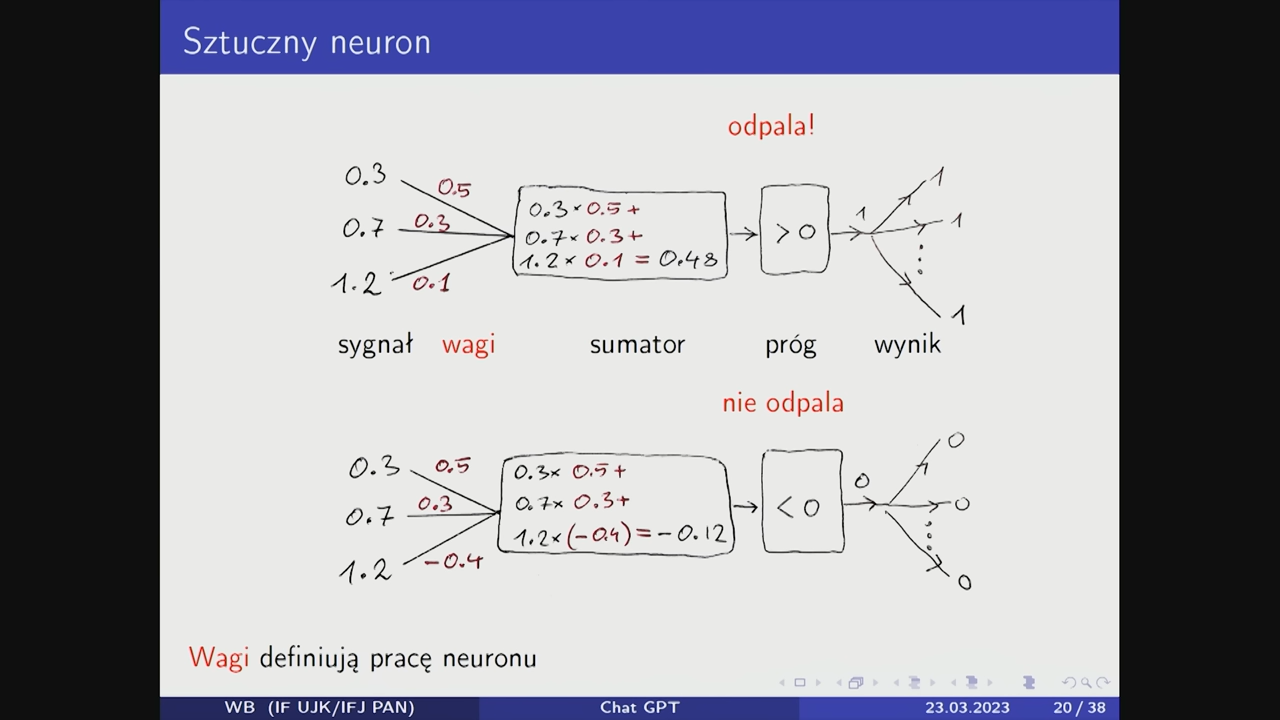 Sztuczny neuron
odpala!
0.3 0.5
0.7 0.3
1.2 0.1
0.3 × 0.5 +
0.7 × 0.3 +
1.2 × 0.1 = 0.48
> 0
1
1
1
1
sygnał wagi sumator próg wynik
nie odpala
0.3 0.5
0.7 0.3
1.2 -0.4
0.3 × 0.5 +
0.7 × 0.3 +
1.2 × (-0.4) = -0.12
< 0
0
0
0
0
Wagi definiują pracę neuronu
WB (IF UJK/IFJ PAN) Chat GPT 23.03.2023 20 / 38